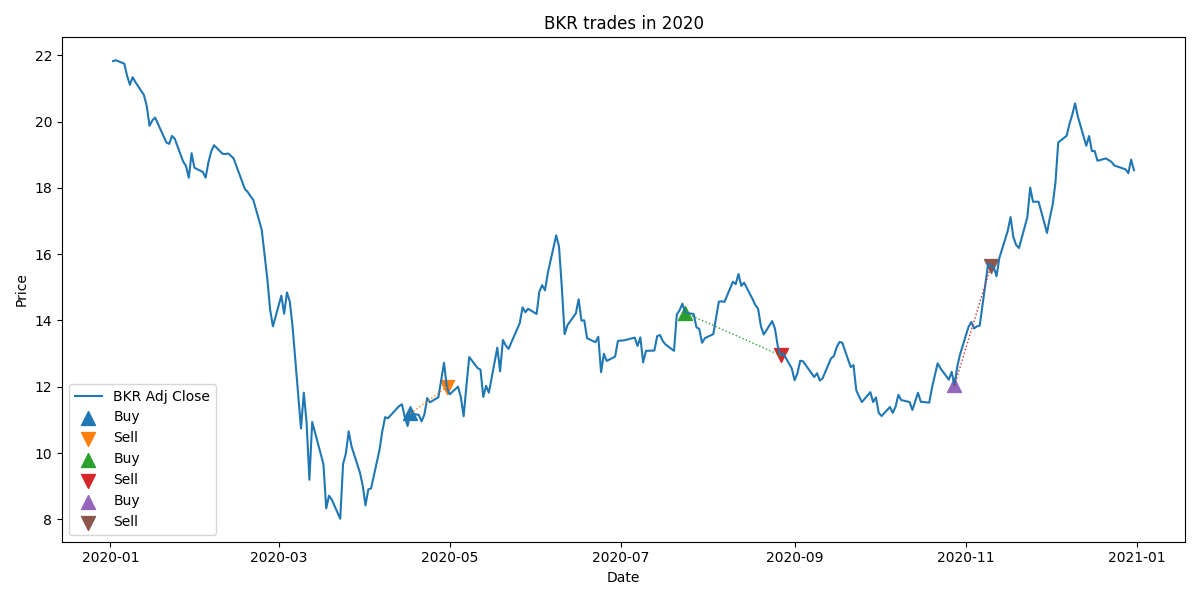 BKR trades in 2020
22
20
18
16
14
12
10
8
Price
BKR Adj Close
Buy
Sell
Buy
Sell
Buy
Sell
2020-01
2020-03
2020-05
2020-07
2020-09
2020-11
2021-01
Date